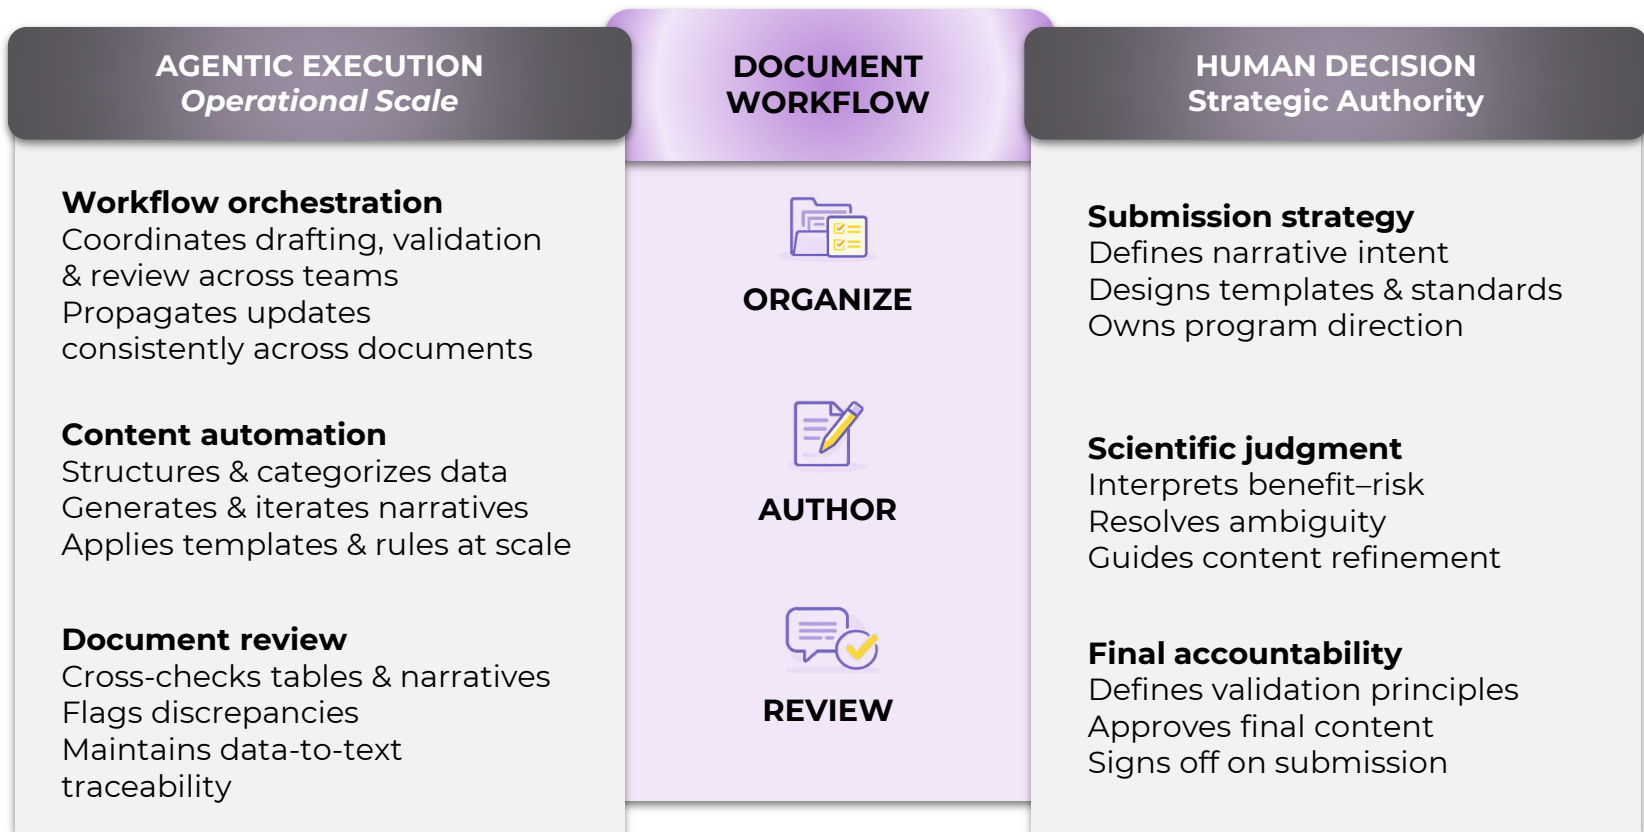 AGENTIC EXECUTION
Operational Scale
Workflow orchestration
Coordinates drafting, validation
& review across teams
Propagates updates
consistently across documents
Content automation
Structures & categorizes data
Generates & iterates narratives
Applies templates & rules at scale
Document review
Cross-checks tables & narratives
Flags discrepancies
Maintains data-to-text
traceability
DOCUMENT
WORKFLOW
ORGANIZE
AUTHOR
REVIEW
HUMAN DECISION
Strategic Authority
Submission strategy
Defines narrative intent
Designs templates & standards
Owns program direction
Scientific judgment
Interprets benefit–risk
Resolves ambiguity
Guides content refinement
Final accountability
Defines validation principles
Approves final content
Signs off on submission